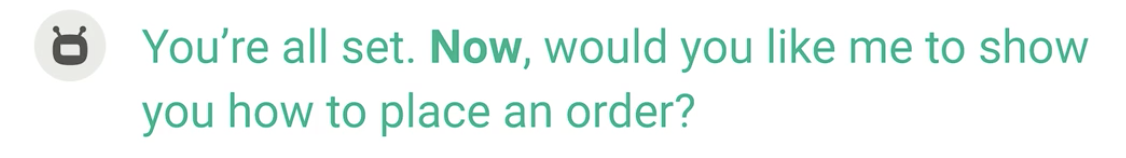 You’re all set. Now, would you like me to show
you how to place an order?